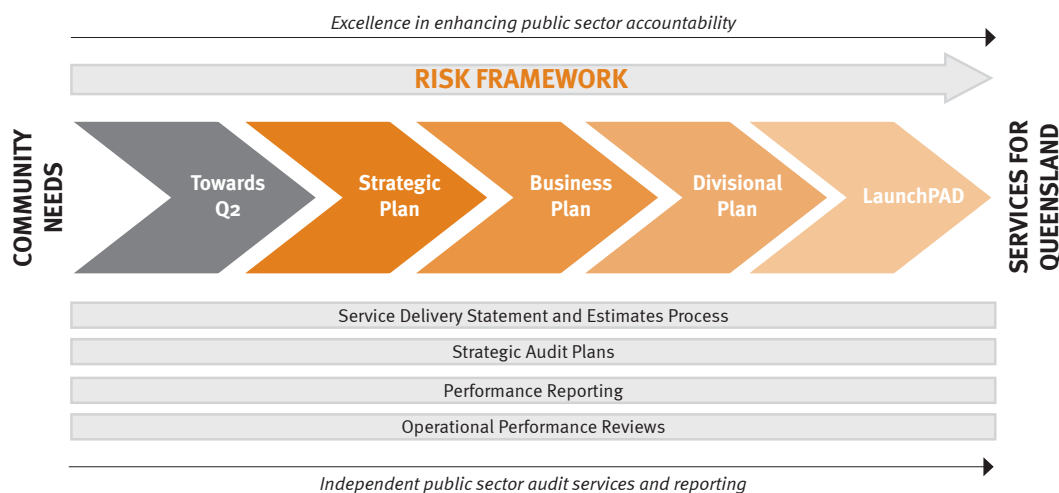 Excellence in enhancing public sector accountability
RISK FRAMEWORK
COMMUNITY
NEEDS
Towards
Q2
Strategic
Plan
Business
Plan
Divisional
Plan
LaunchPAD
SERVICES FOR
QUEENSLAND
Service Delivery Statement and Estimates Process
Strategic Audit Plans
Performance Reporting
Operational Performance Reviews
Independent public sector audit services and reporting